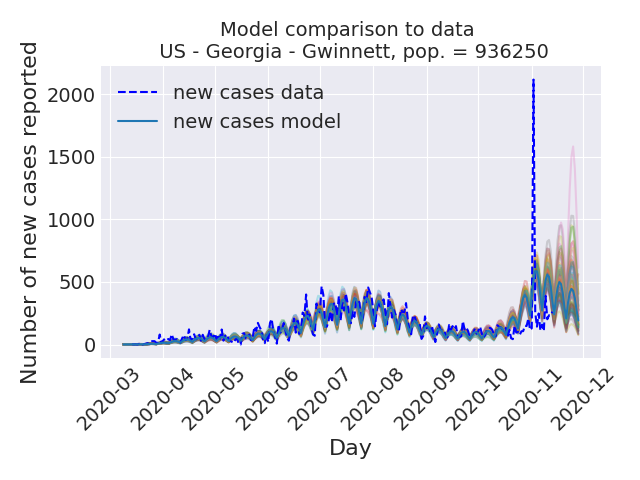 Model comparison to data
US - Georgia - Gwinnett, pop. = 936250
Number of new cases reported
2000
1500
1000
500
0
new cases data
new cases model
2020-03
2020-04
2020-05
2020-06
2020-07
2020-08
2020-09
2020-10
2020-11
2020-12
Day